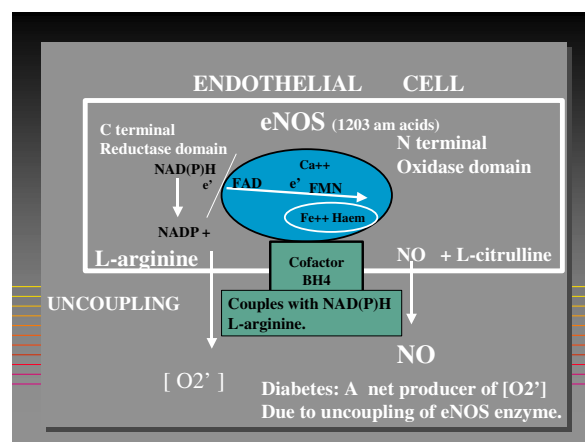 ENDOTHELIAL CELL
eNOS (1203 am acids)
C terminal
Reductase domain
N terminal
Oxidase domain
NAD(P)H
e’
FAD
Ca++
e’
FMN
Fe++ Haem
NADP +
L-arginine
Cofactor
BH4
NO + L-citrulline
UNCOUPLING
Couples with NAD(P)H
L-arginine.
NO
[ O2’ ]
Diabetes: A net producer of [O2’]
Due to uncoupling of eNOS enzyme.